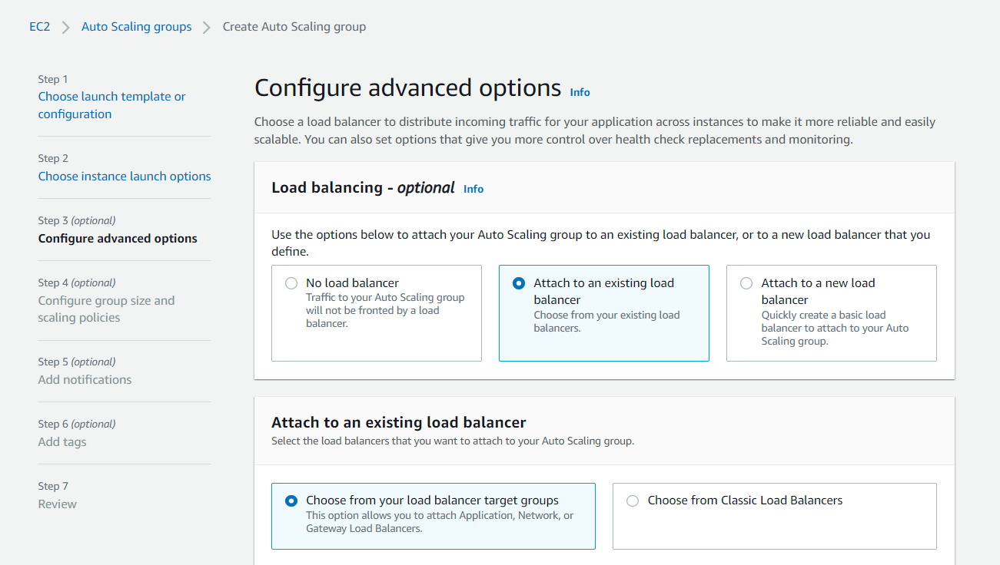 EC2 > Auto Scaling groups > Create Auto Scaling group
Step 1
Choose launch template or
configuration
Step 2
Choose instance launch options
Step 3 (optional)
Configure advanced options
Step 4 (optional)
Configure group size and
scaling policies
Step 5 (optional)
Add notifications
Step 6 (optional)
Add tags
Step 7
Review
Configure advanced options Info
Choose a load balancer to distribute incoming traffic for your application across instances to make it more reliable and easily
scalable. You can also set options that give you more control over health check replacements and monitoring.
Load balancing - optional Info
Use the options below to attach your Auto Scaling group to an existing load balancer, or to a new load balancer that you
define.
No load balancer
Traffic to your Auto Scaling group
will not be fronted by a load
balancer.
Attach to an existing load
balancer
Choose from your existing load
balancers.
Attach to a new load
balancer
Quickly create a basic load
balancer to attach to your Auto
Scaling group.
Attach to an existing load balancer
Select the load balancers that you want to attach to your Auto Scaling group.
Choose from your load balancer target groups
This option allows you to attach Application, Network, or
Gateway Load Balancers.
Choose from Classic Load Balancers